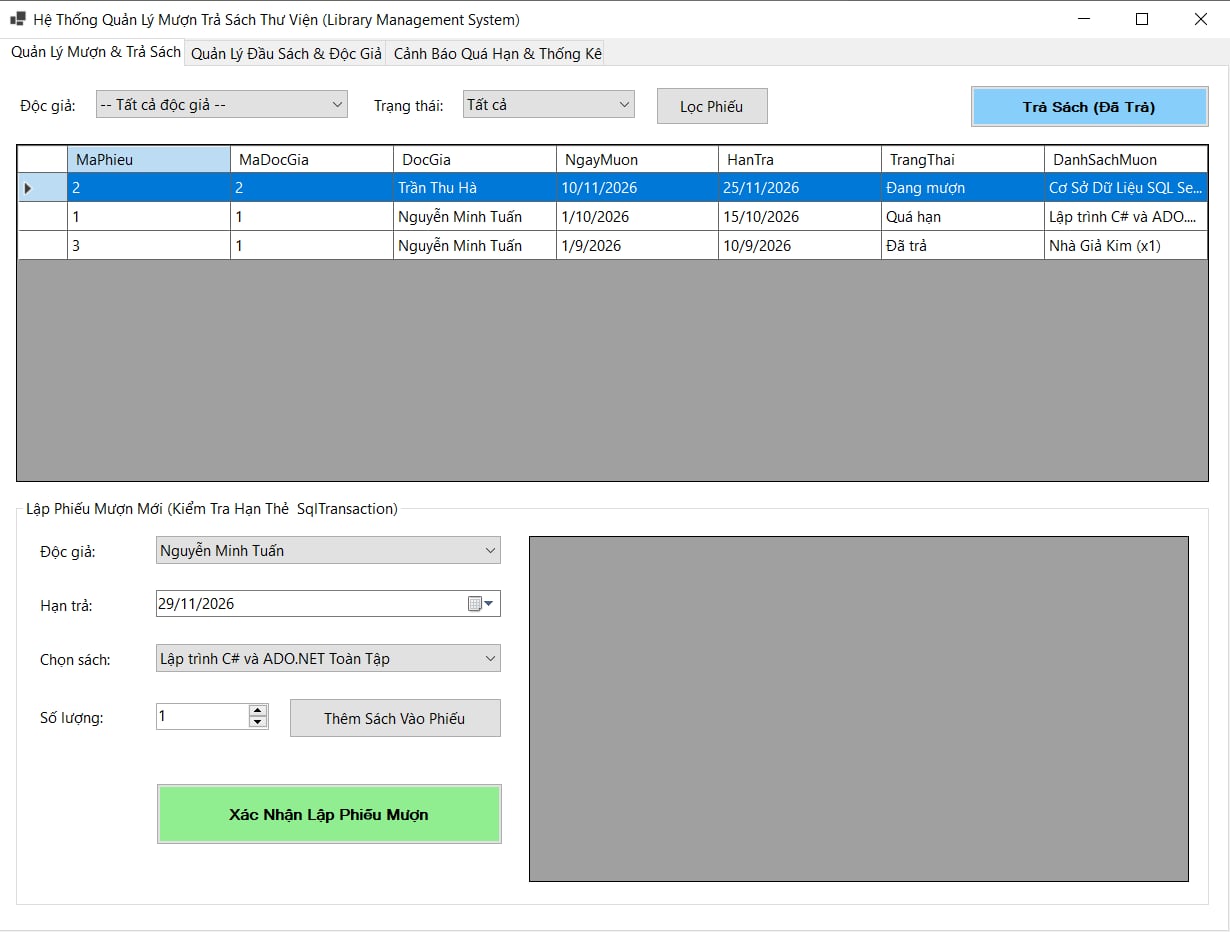 Hệ Thống Quản Lý Mượn Trả Sách Thư Viện (Library Management System)
Quản Lý Mượn & Trả Sách Quản Lý Đầu Sách & Độc Giả Cảnh Báo Quá Hạn & Thống Kê
Độc giả: -- Tất cả độc giả -- Trạng thái: Tất cả Lọc Phiếu Trả Sách (Đã Trả)
MaPhieu MaDocGia DocGia NgayMuon HanTra TrangThai DanhSachMuon
2 2 Trần Thu Hà 10/11/2026 25/11/2026 Đang mượn Cơ Sở Dữ Liệu SQL Se...
1 1 Nguyễn Minh Tuấn 1/10/2026 15/10/2026 Quá hạn Lập trình C# và ADO....
3 1 Nguyễn Minh Tuấn 1/9/2026 10/9/2026 Đã trả Nhà Giả Kim (x1)
Lập Phiếu Mượn Mới (Kiểm Tra Hạn Thẻ  SqlTransaction)
Độc giả: Nguyễn Minh Tuấn
Hạn trả: 29/11/2026
Chọn sách: Lập trình C# và ADO.NET Toàn Tập
Số lượng: 1 Thêm Sách Vào Phiếu
Xác Nhận Lập Phiếu Mượn